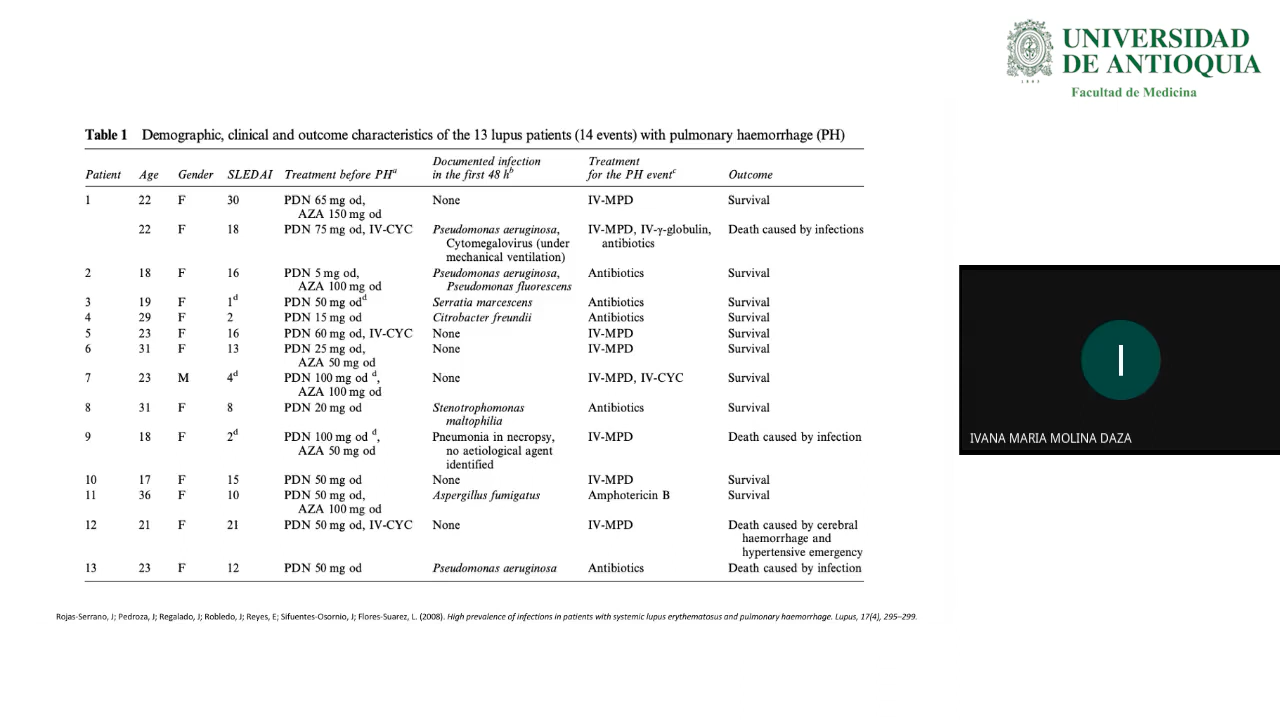 UNIVERSIDAD
DE ANTIOQUIA
1803
Facultad de Medicina
Table 1 Demographic, clinical and outcome characteristics of the 13 lupus patients (14 events) with pulmonary haemorrhage (PH)
Patient Age Gender SLEDAI Treatment before PHa Documented infection in the first 48 hb Treatment for the PH eventc Outcome
1 22 F 30 PDN 65 mg od, AZA 150 mg od None IV-MPD Survival
22 F 18 PDN 75 mg od, IV-CYC Pseudomonas aeruginosa, Cytomegalovirus (under mechanical ventilation) IV-MPD, IV-γ-globulin, antibiotics Death caused by infections
2 18 F 16 PDN 5 mg od, AZA 100 mg od Pseudomonas aeruginosa, Pseudomonas fluorescens Antibiotics Survival
3 19 F 1d PDN 50 mg odd Serratia marcescens Antibiotics Survival
4 29 F 2 PDN 15 mg od Citrobacter freundii Antibiotics Survival
5 23 F 16 PDN 60 mg od, IV-CYC None IV-MPD Survival
6 31 F 13 PDN 25 mg od, AZA 50 mg od None IV-MPD Survival
7 23 M 4d PDN 100 mg od d, AZA 100 mg od None IV-MPD, IV-CYC Survival
8 31 F 8 PDN 20 mg od Stenotrophomonas maltophilia Antibiotics Survival
9 18 F 2d PDN 100 mg od d, AZA 50 mg od Pneumonia in necropsy, no aetiological agent identified IV-MPD Death caused by infection
10 17 F 15 PDN 50 mg od None IV-MPD Survival
11 36 F 10 PDN 50 mg od, AZA 100 mg od Aspergillus fumigatus Amphotericin B Survival
12 21 F 21 PDN 50 mg od, IV-CYC None IV-MPD Death caused by cerebral haemorrhage and hypertensive emergency
13 23 F 12 PDN 50 mg od Pseudomonas aeruginosa Antibiotics Death caused by infection
Rojas-Serrano, J; Pedroza, J; Regalado, J; Robledo, J; Reyes, E; Sifuentes-Osornio, J; Flores-Suarez, L. (2008). High prevalence of infections in patients with systemic lupus erythematosus and pulmonary haemorrhage. Lupus, 17(4), 295–299.
I
IVANA MARIA MOLINA DAZA